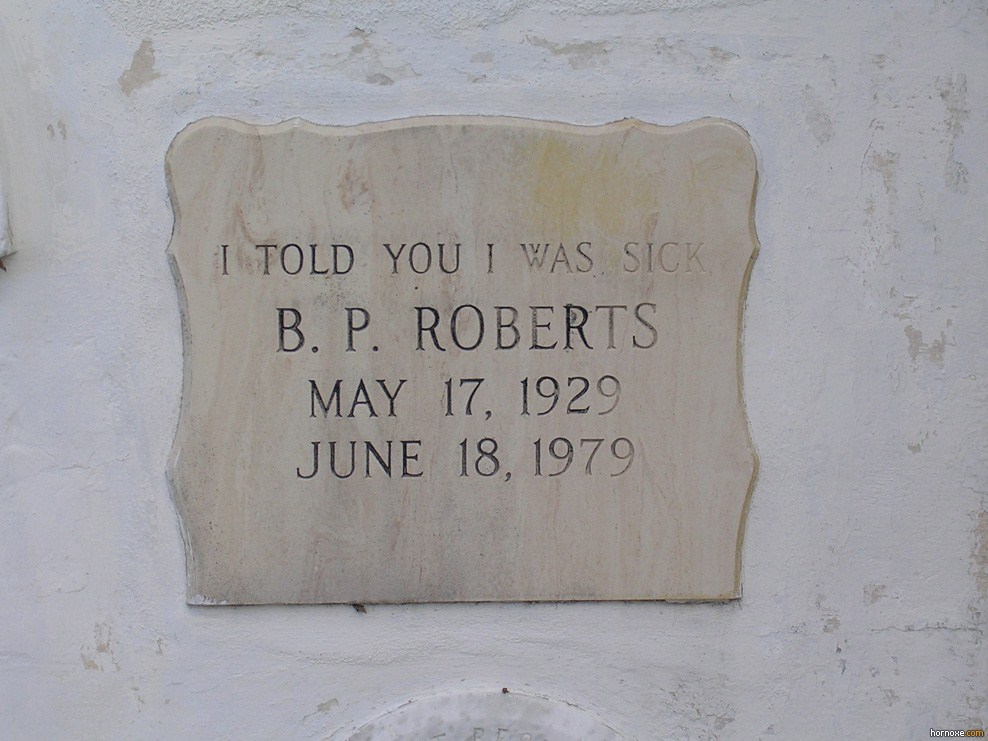 I TOLD YOU I WAS SICK
B. P. ROBERTS
MAY 17, 1929
JUNE 18, 1979
hornoxe.com